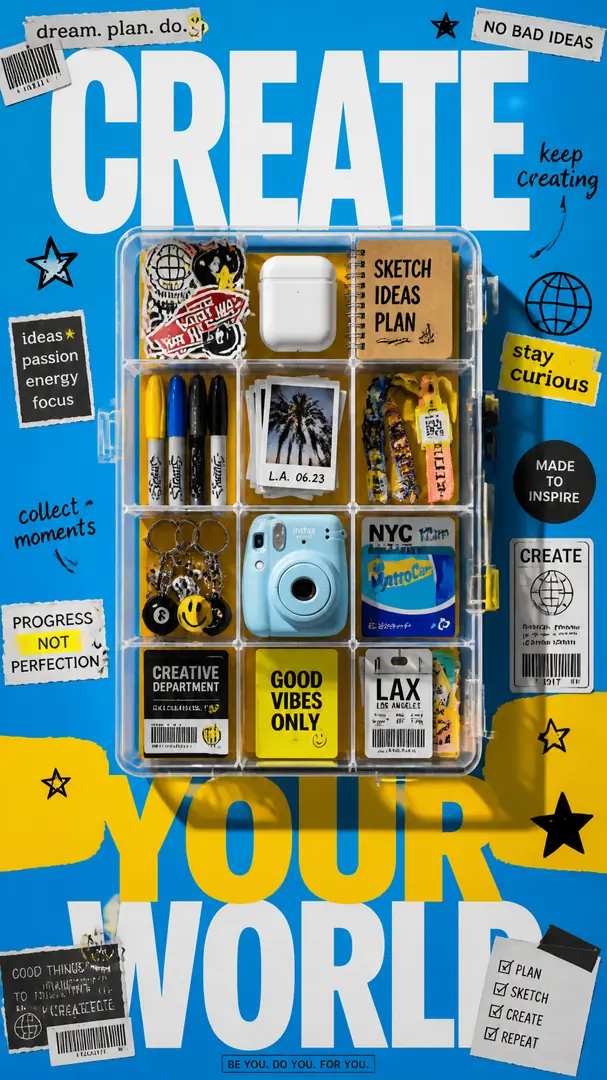 dream. plan. do.
NO BAD IDEAS
CREATE
keep
creating
SKETCH
IDEAS
PLAN
ideas
passion
energy
focus
stay
curious
L.A. 06.23
MADE
TO
INSPIRE
collect
moments
instax
NYC
CREATE
PROGRESS
NOT
PERFECTION
CREATIVE
DEPARTMENT
GOOD
VIBES
ONLY
LAX
LOS ANGELES
YOUR
WORLD
GOOD THINGS
TO
PLAN
SKETCH
CREATE
REPEAT
BE YOU. DO YOU. FOR YOU.